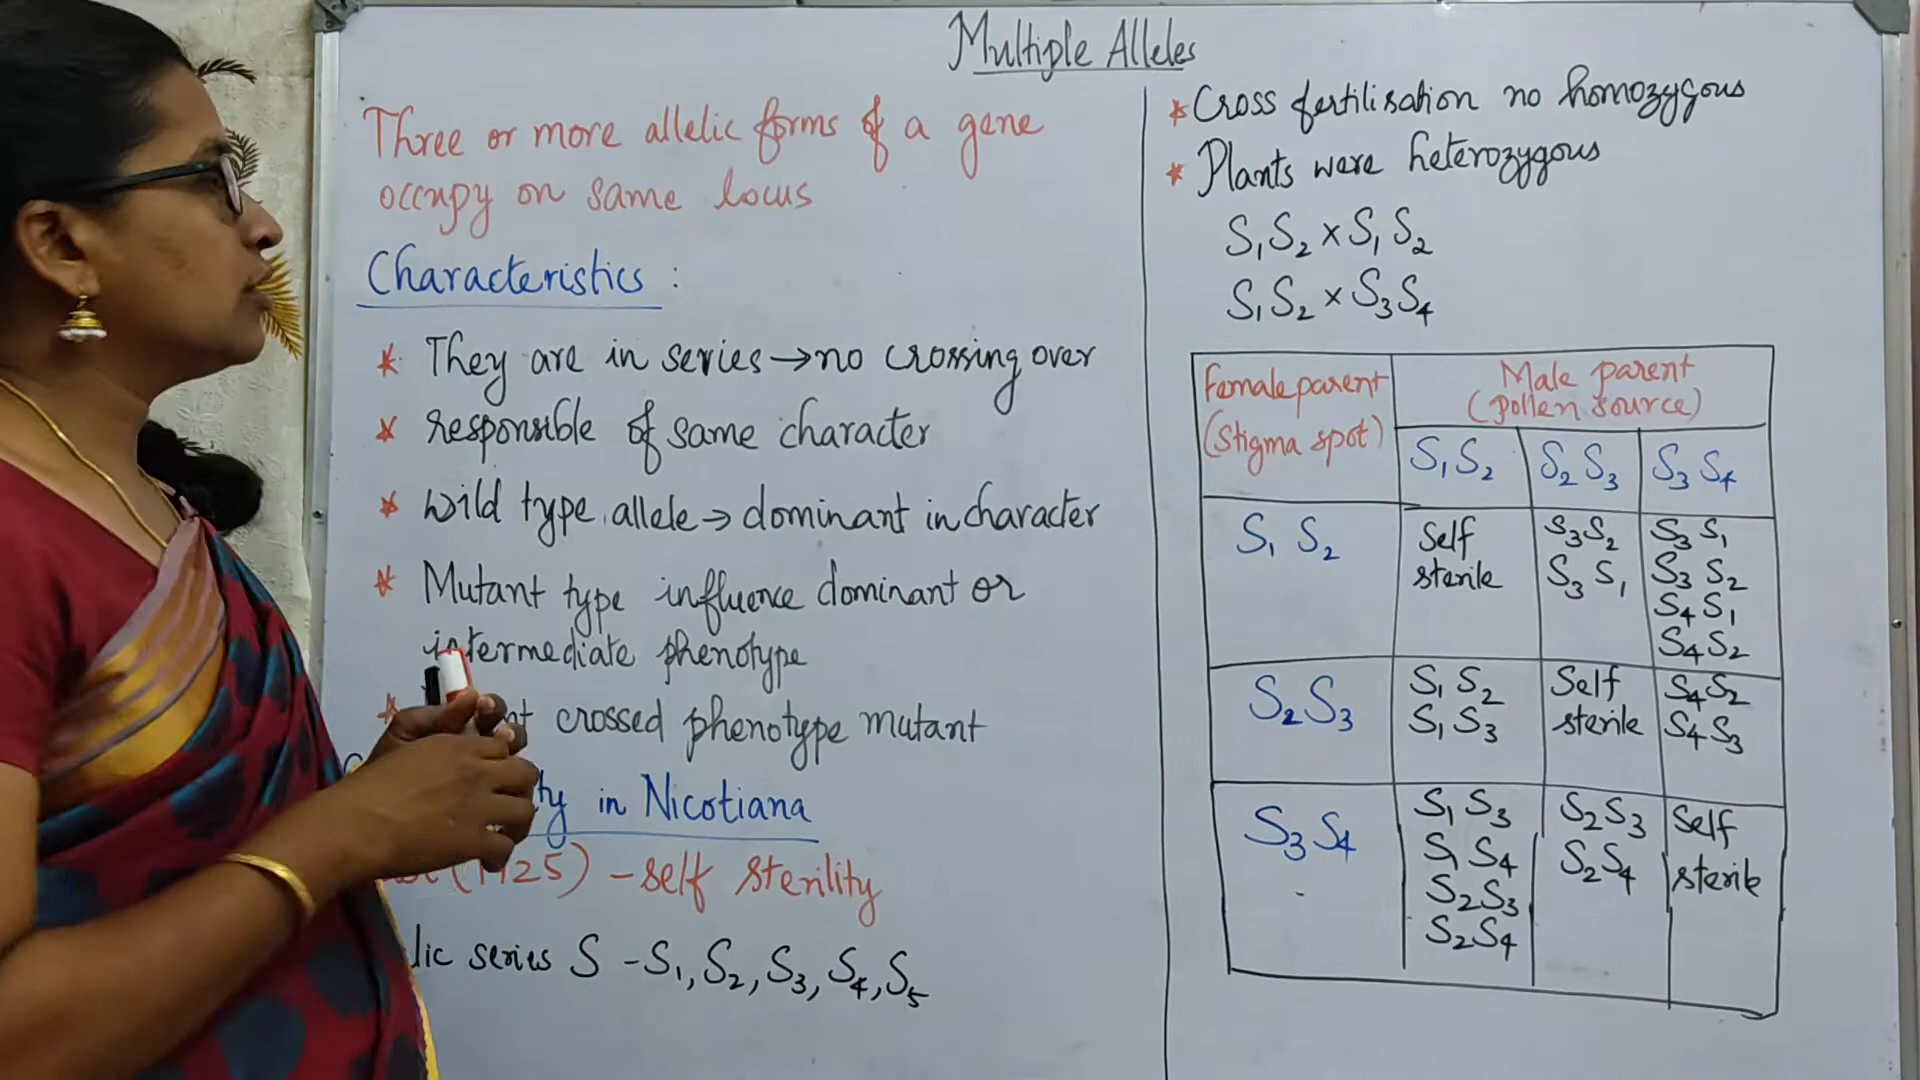 Multiple Alleles
Three or more allelic forms of a gene
occupy on same locus
Characteristics :
* They are in series → no crossing over
* responsible of same character
* wild type allele → dominant in character
* Mutant type influence dominant or
intermediate phenotype
* crossed phenotype mutant
in Nicotiana
(1925) - self sterility
series S - S₁, S₂, S₃, S₄, S₅
* Cross fertilisation no homozygous
* Plants were heterozygous
S₁S₂ × S₁S₂
S₁S₂ × S₃S₄
Female parent
(Stigma spot)
Male parent
(pollen source)
S₁S₂ S₂S₃ S₃S₄
S₁S₂
Self
sterile
S₃S₂
S₃S₁
S₃S₁
S₃S₂
S₄S₁
S₄S₂
S₂S₃
S₁S₂
S₁S₃
Self
sterile
S₄S₂
S₄S₃
S₃S₄
S₁S₃
S₁S₄
S₂S₃
S₂S₄
S₂S₃
S₂S₄
Self
sterile